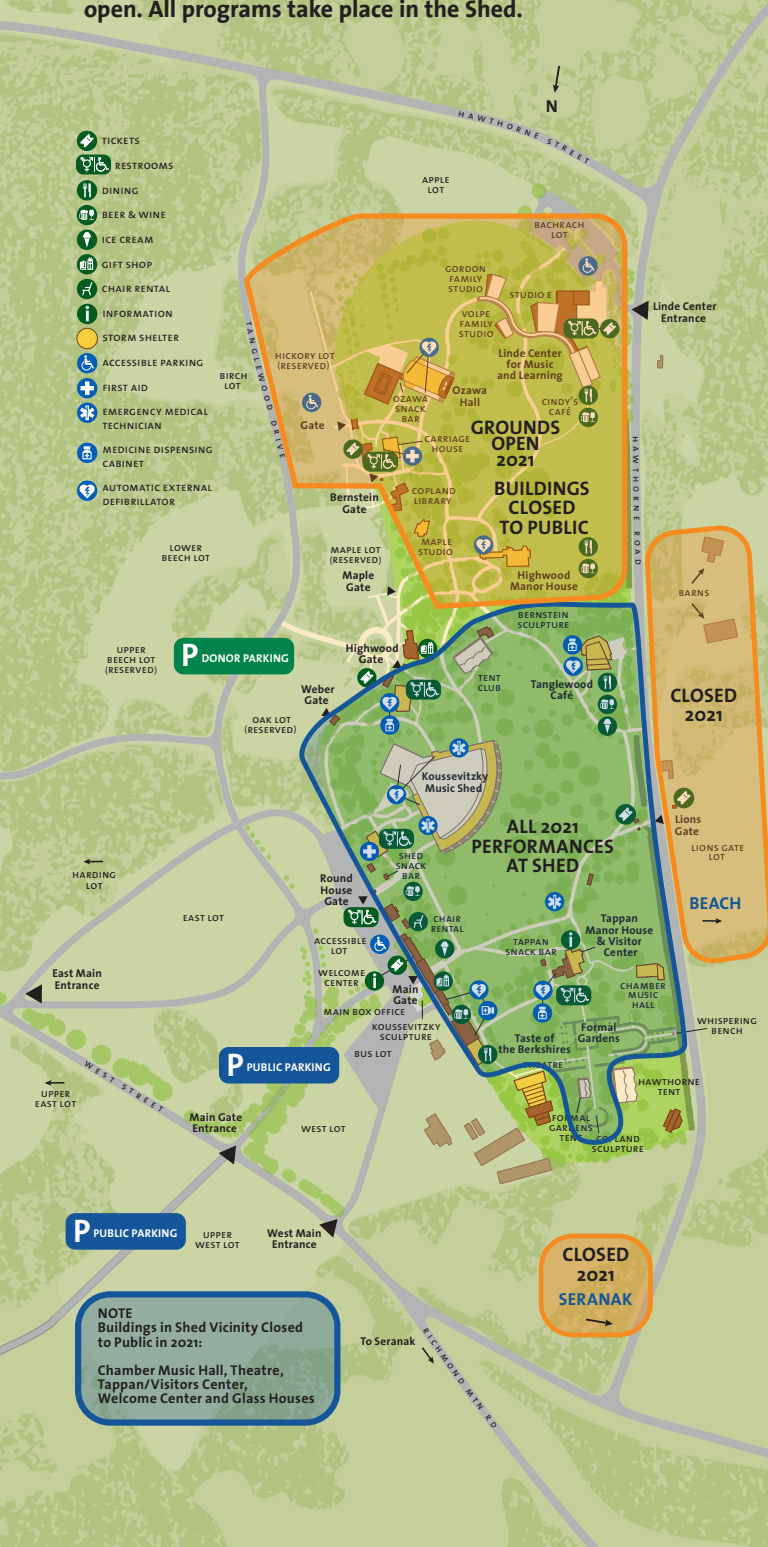 open. All programs take place in the Shed.
N
HAWTHORNE STREET
TICKETS
RESTROOMS
DINING
BEER & WINE
ICE CREAM
GIFT SHOP
CHAIR RENTAL
INFORMATION
STORM SHELTER
ACCESSIBLE PARKING
FIRST AID
EMERGENCY MEDICAL
TECHNICIAN
MEDICINE DISPENSING
CABINET
AUTOMATIC EXTERNAL
DEFIBRILLATOR
APPLE
LOT
BACHRACH
LOT
GORDON
FAMILY
STUDIO
STUDIO E
VOLPE
FAMILY
STUDIO
Linde Center
Entrance
Linde Center
for Music
and Learning
TANGLEWOOD DRIVE
HICKORY LOT
(RESERVED)
BIRCH
LOT
OZAWA
SNACK
BAR
Ozawa
Hall
CINDY'S
CAFÉ
Gate
CARRIAGE
HOUSE
GROUNDS
OPEN
2021
BUILDINGS
CLOSED
TO PUBLIC
HAWTHORNE ROAD
Bernstein
Gate
COPLAND
LIBRARY
MAPLE
STUDIO
LOWER
BEECH LOT
MAPLE LOT
(RESERVED)
Maple
Gate
Highwood
Manor House
BARNS
BERNSTEIN
SCULPTURE
UPPER
BEECH LOT
(RESERVED)
P DONOR PARKING
Highwood
Gate
TENT
CLUB
Tanglewood
Café
Weber
Gate
OAK LOT
(RESERVED)
CLOSED
2021
Koussevitzky
Music Shed
ALL 2021
PERFORMANCES
AT SHED
Lions
Gate
LIONS GATE
LOT
BEACH
HARDING
LOT
SHED
SNACK
BAR
Round
House
Gate
EAST LOT
CHAIR
RENTAL
ACCESSIBLE
LOT
TAPPAN
SNACK BAR
Tappan
Manor House
& Visitor
Center
East Main
Entrance
WELCOME
CENTER
Main
Gate
MAIN BOX OFFICE
CHAMBER
MUSIC
HALL
KOUSSEVITZKY
SCULPTURE
WHISPERING
BENCH
Formal
Gardens
Taste of
the Berkshires
THEATRE
BUS LOT
P PUBLIC PARKING
WEST STREET
UPPER
EAST LOT
HAWTHORNE
TENT
Main Gate
Entrance
WEST LOT
FORMAL
GARDENS
TENT
COPLAND
SCULPTURE
P PUBLIC PARKING
UPPER
WEST LOT
West Main
Entrance
CLOSED
2021
SERANAK
NOTE
Buildings in Shed Vicinity Closed
to Public in 2021:
Chamber Music Hall, Theatre,
Tappan/Visitors Center,
Welcome Center and Glass Houses
To Seranak
RICHMOND MTN RD